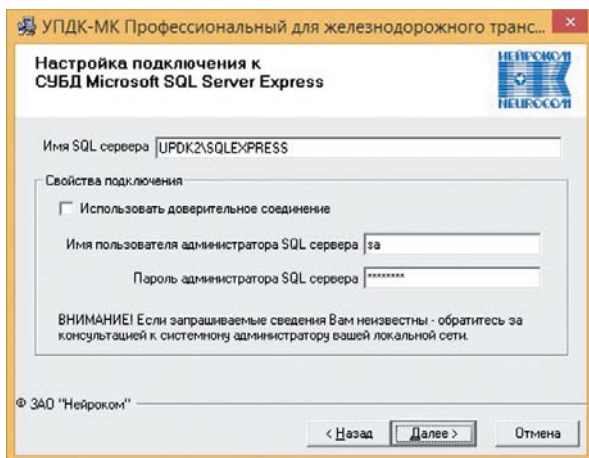 УПДК-МК Профессиональный для железнодорожного транс...
Настройка подключения к
СУБД Microsoft SQL Server Express
НЕЙРОКОМ
NEUROCOM
Имя SQL сервера UPDK2\SQLEXPRESS
Свойства подключения
Использовать доверительное соединение
Имя пользователя администратора SQL сервера sa
Пароль администратора SQL сервера ********
ВНИМАНИЕ! Если запрашиваемые сведения Вам неизвестны - обратитесь за
консультацией к системному администратору вашей локальной сети.
© ЗАО "Нейроком"
< Назад Далее > Отмена